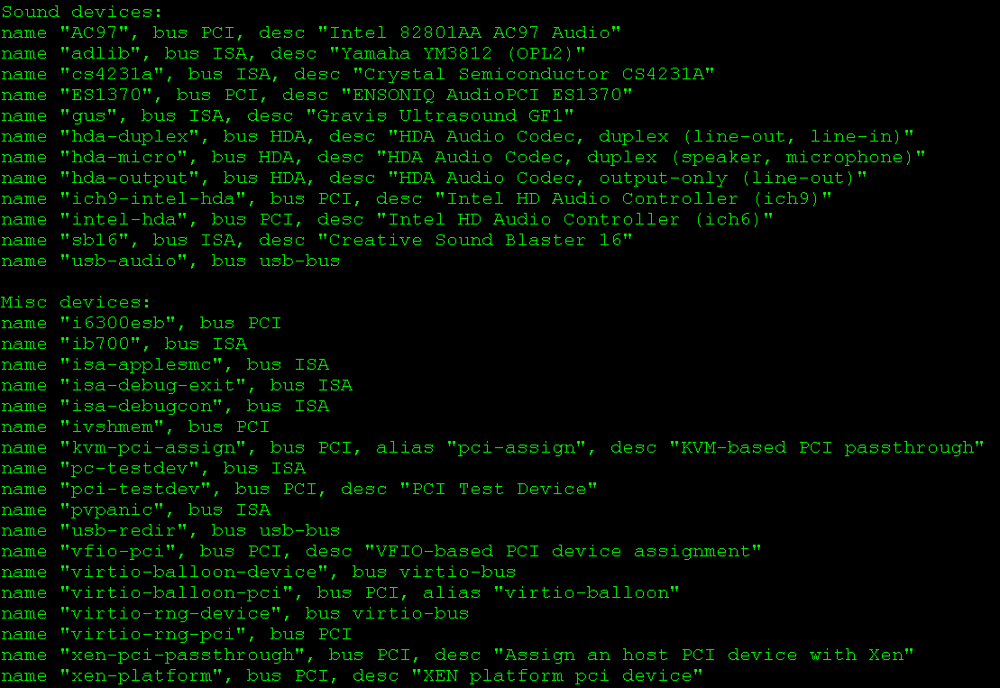 Sound devices:
name "AC97", bus PCI, desc "Intel 82801AA AC97 Audio"
name "adlib", bus ISA, desc "Yamaha YM3812 (OPL2)"
name "cs4231a", bus ISA, desc "Crystal Semiconductor CS4231A"
name "ES1370", bus PCI, desc "ENSONIQ AudioPCI ES1370"
name "gus", bus ISA, desc "Gravis Ultrasound GF1"
name "hda-duplex", bus HDA, desc "HDA Audio Codec, duplex (line-out, line-in)"
name "hda-micro", bus HDA, desc "HDA Audio Codec, duplex (speaker, microphone)"
name "hda-output", bus HDA, desc "HDA Audio Codec, output-only (line-out)"
name "ich9-intel-hda", bus PCI, desc "Intel HD Audio Controller (ich9)"
name "intel-hda", bus PCI, desc "Intel HD Audio Controller (ich6)"
name "sb16", bus ISA, desc "Creative Sound Blaster 16"
name "usb-audio", bus usb-bus

Misc devices:
name "i6300esb", bus PCI
name "ib700", bus ISA
name "isa-applesmc", bus ISA
name "isa-debug-exit", bus ISA
name "isa-debugcon", bus ISA
name "ivshmem", bus PCI
name "kvm-pci-assign", bus PCI, alias "pci-assign", desc "KVM-based PCI passthrough"
name "pc-testdev", bus ISA
name "pci-testdev", bus PCI, desc "PCI Test Device"
name "pvpanic", bus ISA
name "usb-redir", bus usb-bus
name "vfio-pci", bus PCI, desc "VFIO-based PCI device assignment"
name "virtio-balloon-device", bus virtio-bus
name "virtio-balloon-pci", bus PCI, alias "virtio-balloon"
name "virtio-rng-device", bus virtio-bus
name "virtio-rng-pci", bus PCI
name "xen-pci-passthrough", bus PCI, desc "Assign an host PCI device with Xen"
name "xen-platform", bus PCI, desc "XEN platform pci device"